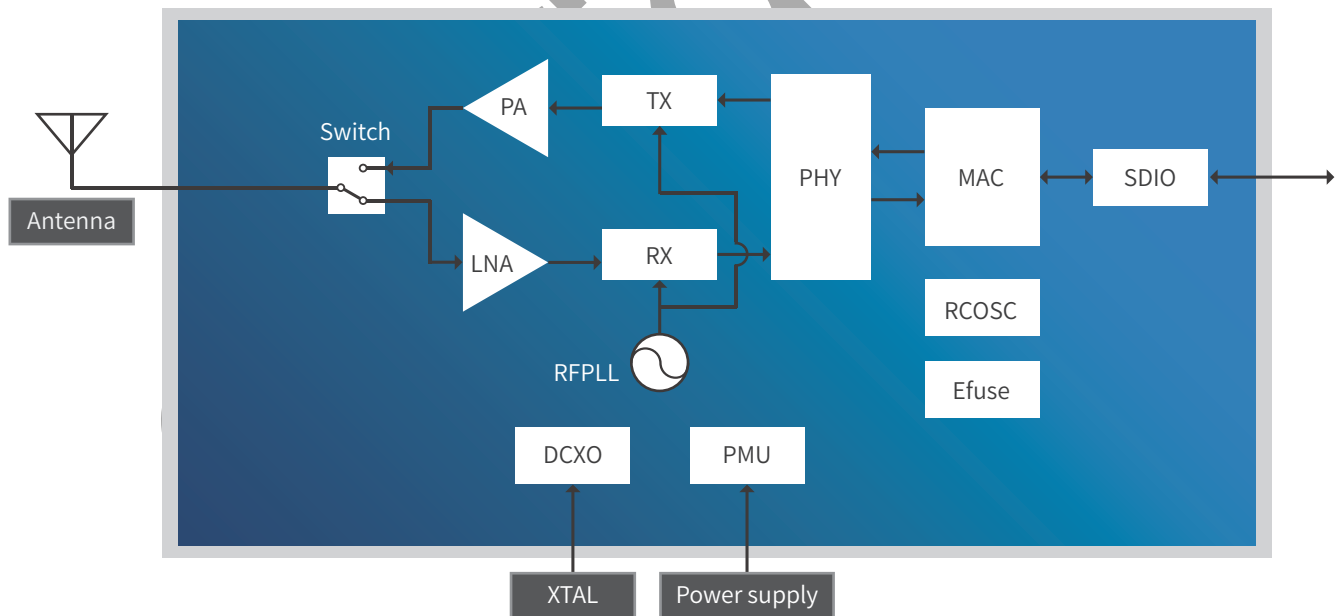 PA
TX
Switch
PHY
MAC
SDIO
Antenna
LNA
RX
RCOSC
RFPLL
Efuse
DCXO
PMU
XTAL
Power supply